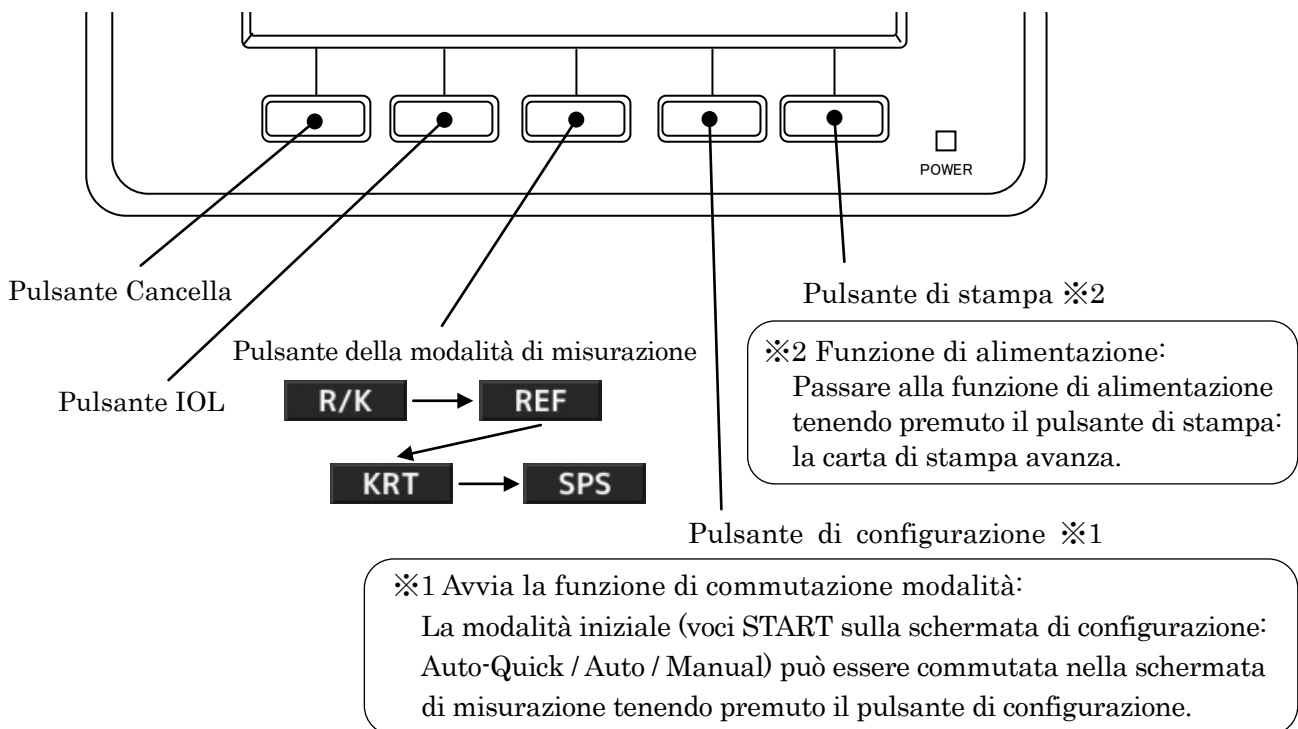 POWER
Pulsante Cancella
Pulsante di stampa ※2
Pulsante della modalità di misurazione
※2 Funzione di alimentazione:
Passare alla funzione di alimentazione
tenendo premuto il pulsante di stampa:
la carta di stampa avanza.
Pulsante IOL
R/K
REF
KRT
SPS
Pulsante di configurazione ※1
※1 Avvia la funzione di commutazione modalità:
La modalità iniziale (voci START sulla schermata di configurazione:
Auto-Quick / Auto / Manual) può essere commutata nella schermata
di misurazione tenendo premuto il pulsante di configurazione.